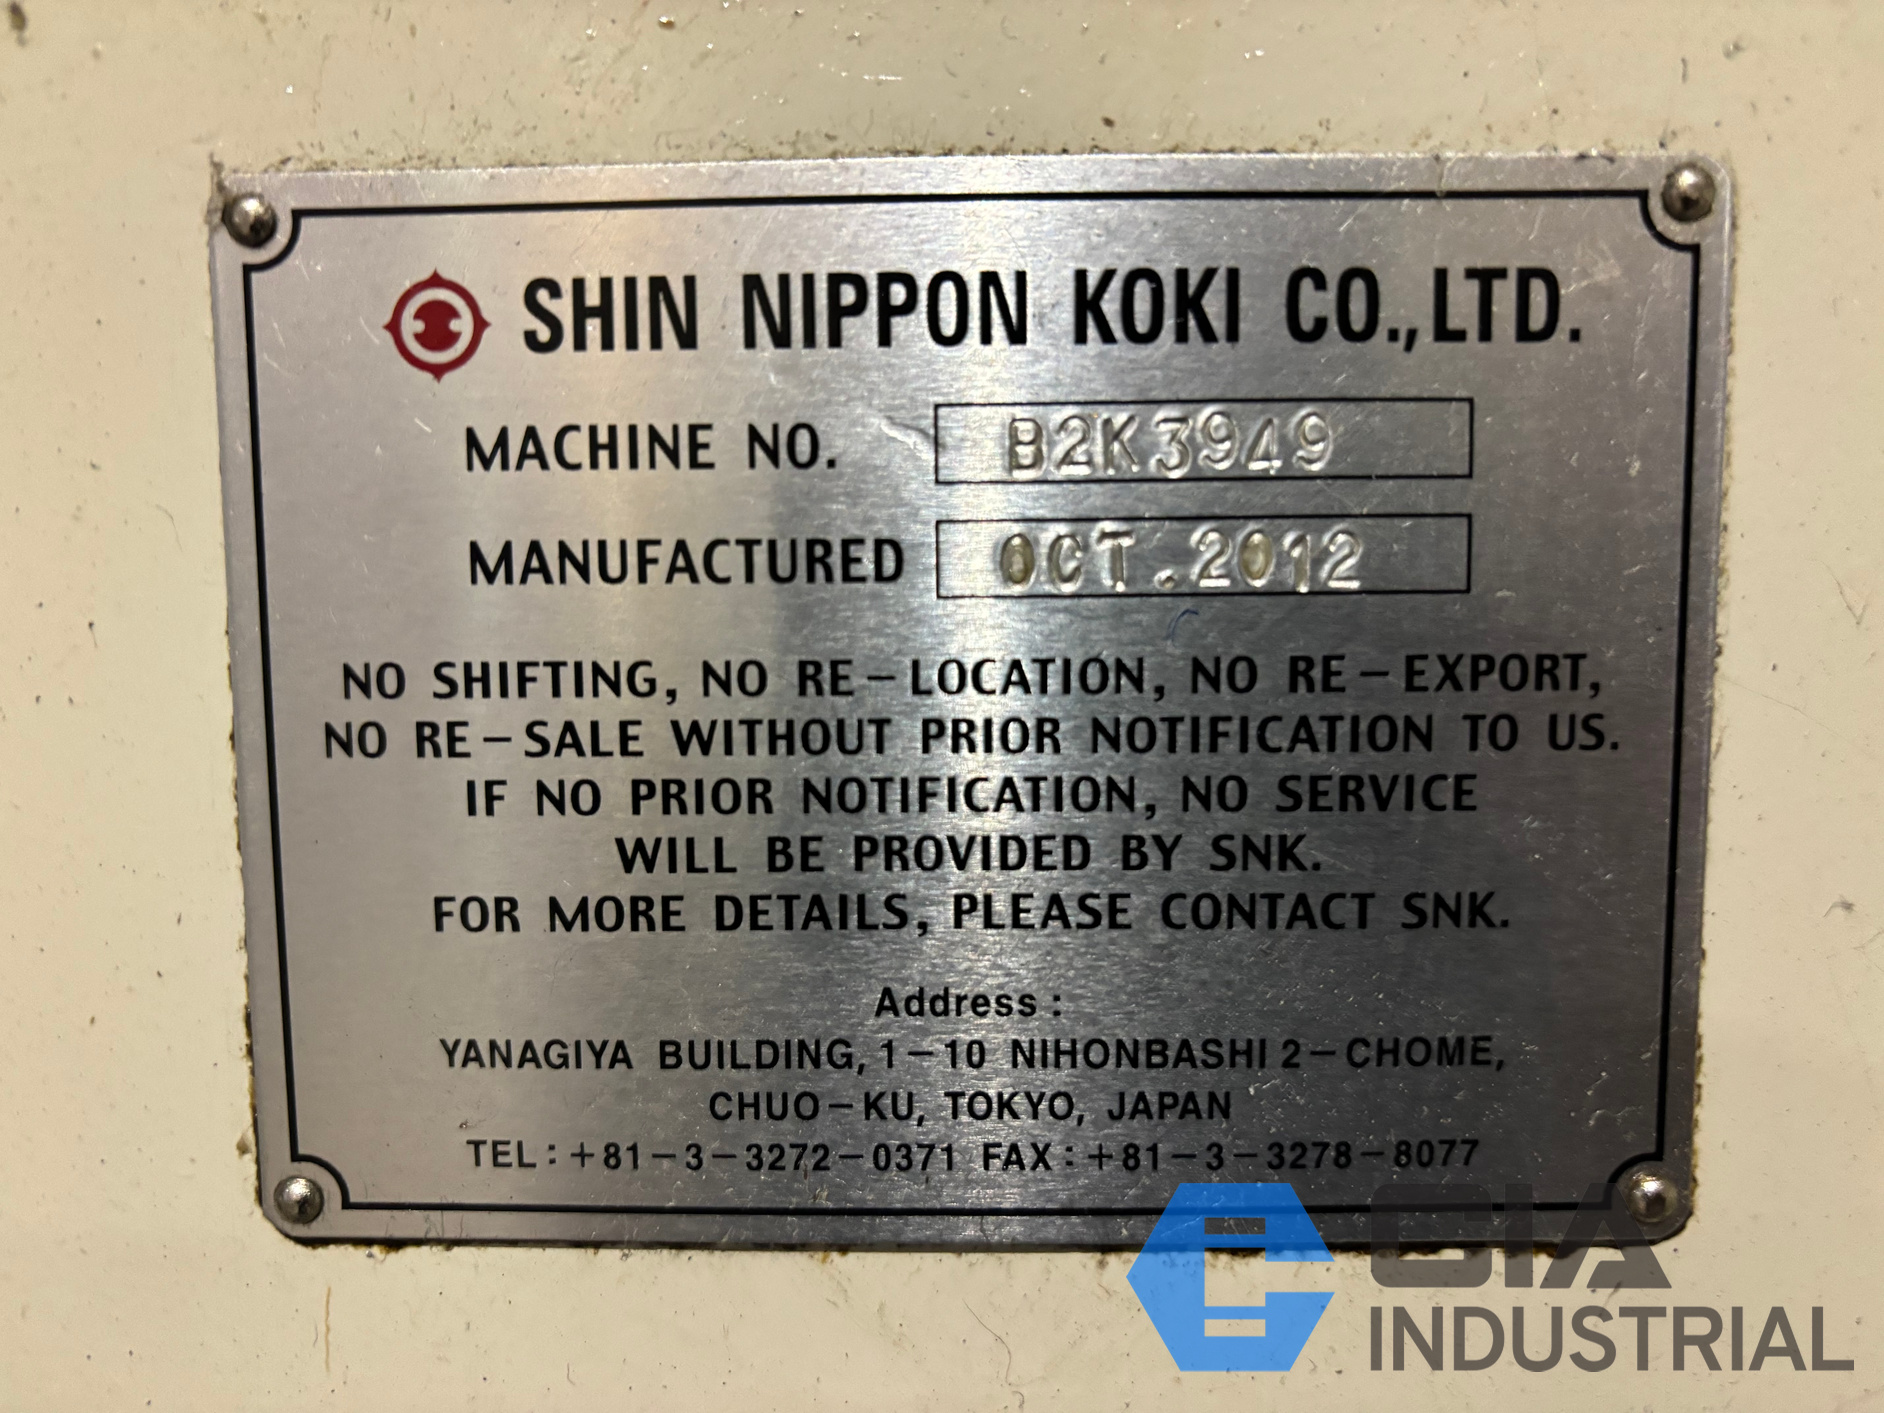 SHIN NIPPON KOKI CO.,LTD.
MACHINE NO. B2K3949
MANUFACTURED OCT.2012
NO SHIFTING, NO RE-LOCATION, NO RE-EXPORT,
NO RE-SALE WITHOUT PRIOR NOTIFICATION TO US.
IF NO PRIOR NOTIFICATION, NO SERVICE
WILL BE PROVIDED BY SNK.
FOR MORE DETAILS, PLEASE CONTACT SNK.
Address:
YANAGIYA BUILDING, 1-10 NIHONBASHI 2-CHOME,
CHUO-KU, TOKYO, JAPAN
TEL:+81-3-3272-0371 FAX:+81-3-3278-8077
INDUSTRIAL